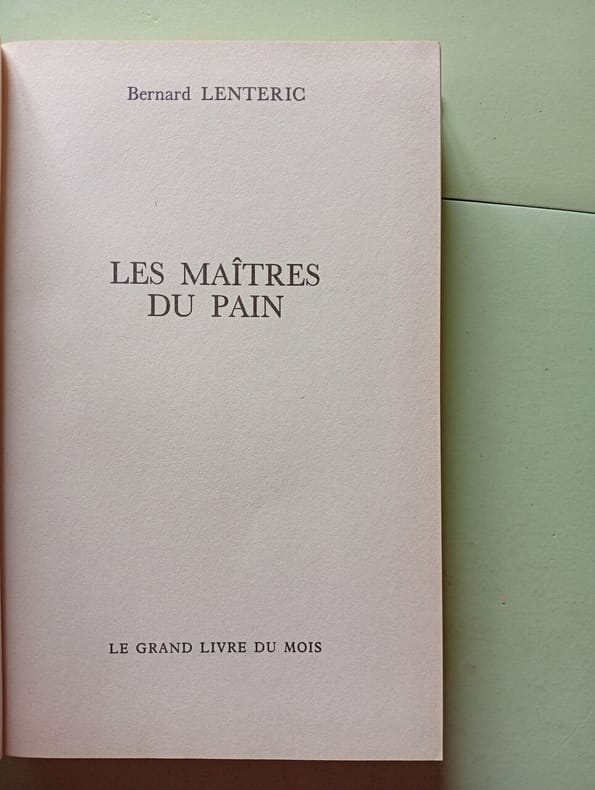 Bernard LENTERIC
LES MAÎTRES
DU PAIN
LE GRAND LIVRE DU MOIS